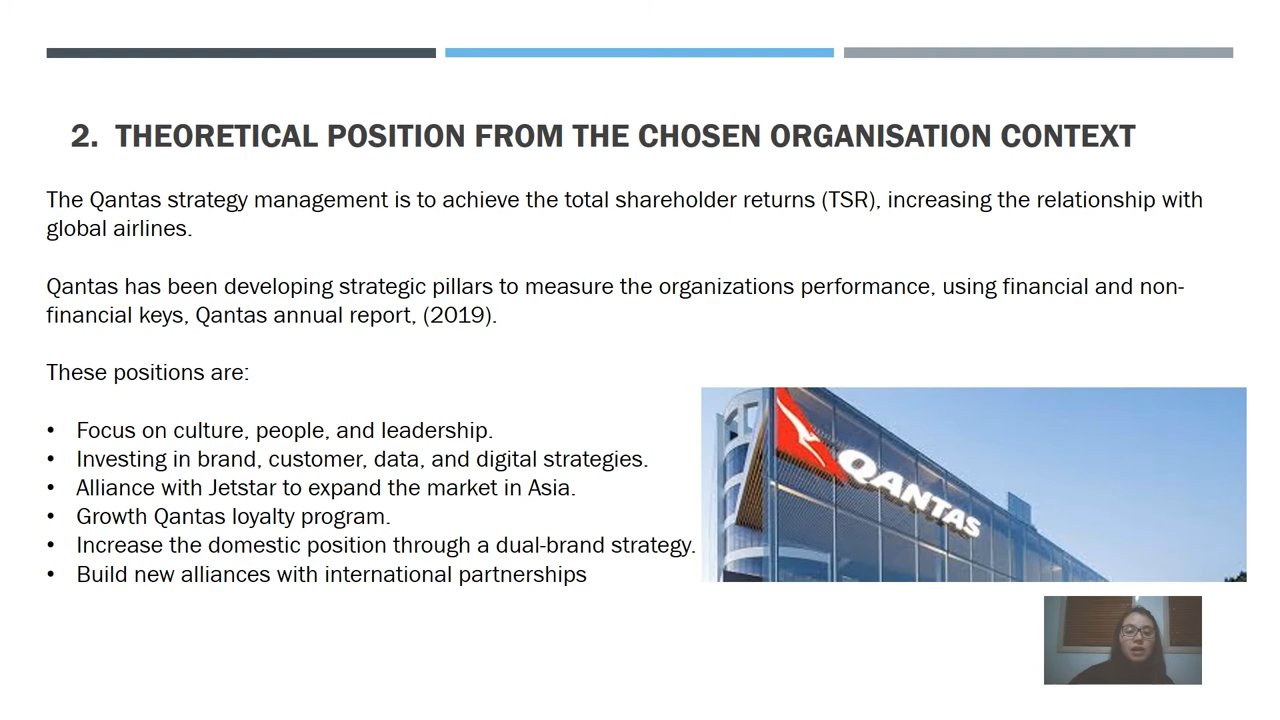 2. THEORETICAL POSITION FROM THE CHOSEN ORGANISATION CONTEXT
The Qantas strategy management is to achieve the total shareholder returns (TSR), increasing the relationship with
global airlines.
Qantas has been developing strategic pillars to measure the organizations performance, using financial and non-
financial keys, Qantas annual report, (2019).
These positions are:
• Focus on culture, people, and leadership.
• Investing in brand, customer, data, and digital strategies.
• Alliance with Jetstar to expand the market in Asia.
• Growth Qantas loyalty program.
• Increase the domestic position through a dual-brand strategy.
• Build new alliances with international partnerships
QANTAS